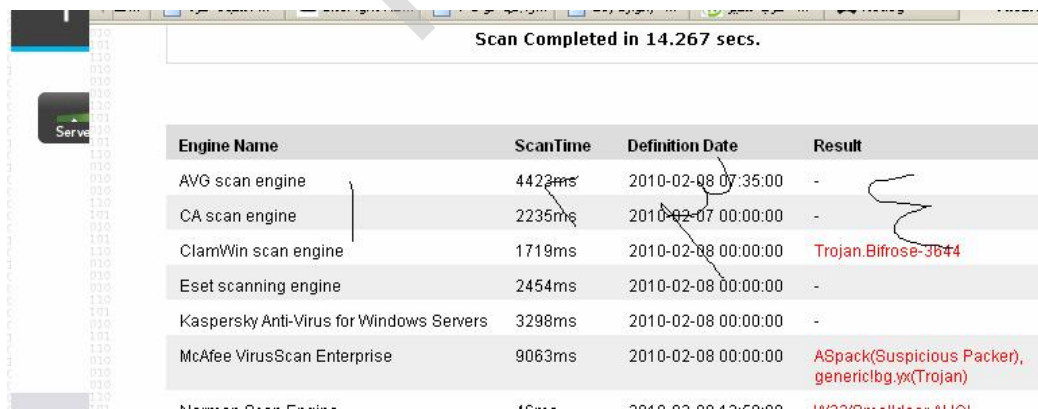 Scan Completed in 14.267 secs.
Serve
Engine Name ScanTime Definition Date Result
AVG scan engine 4423ms 2010-02-08 07:35:00 -
CA scan engine 2235ms 2010-02-07 00:00:00 -
ClamWin scan engine 1719ms 2010-02-08 00:00:00 Trojan.Bifrose-3644
Eset scanning engine 2454ms 2010-02-08 00:00:00 -
Kaspersky Anti-Virus for Windows Servers 3298ms 2010-02-08 00:00:00 -
McAfee VirusScan Enterprise 9063ms 2010-02-08 00:00:00 ASpack(Suspicious Packer),
generic!bg.yx(Trojan)